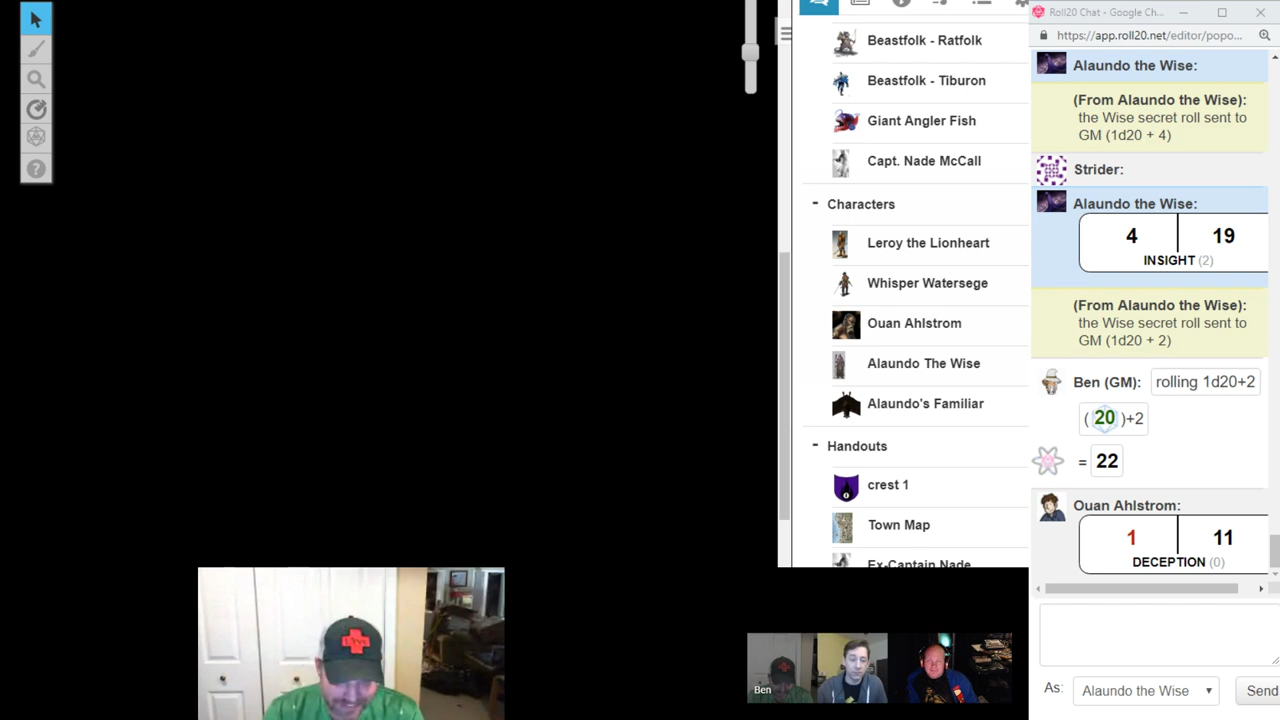 Beastfolk - Ratfolk
Beastfolk - Tiburon
Giant Angler Fish
Capt. Nade McCall
- Characters
Leroy the Lionheart
Whisper Watersege
Ouan Ahlstrom
Alaundo The Wise
Alaundo's Familiar
- Handouts
crest 1
Town Map
Ex-Captain Nade
Roll20 Chat - Google Ch...
https://app.roll20.net/editor/popo...
Alaundo the Wise:
(From Alaundo the Wise):
the Wise secret roll sent to
GM (1d20 + 4)
Strider:
Alaundo the Wise:
4 19
INSIGHT (2)
(From Alaundo the Wise):
the Wise secret roll sent to
GM (1d20 + 2)
Ben (GM): rolling 1d20+2
(20)+2
= 22
Ouan Ahlstrom:
1 11
DECEPTION (0)
As: Alaundo the Wise Send
Ben
?